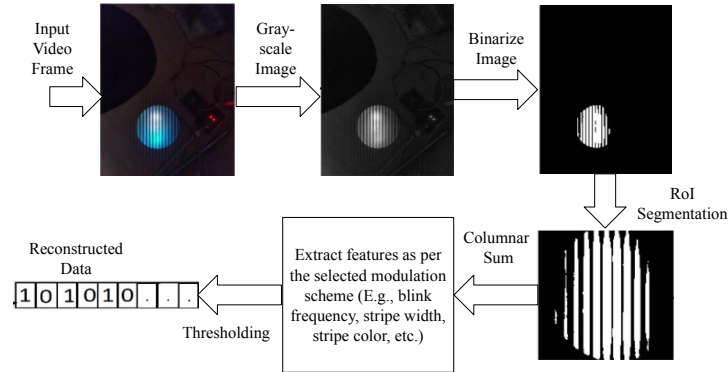 Input
Video
Frame
Gray-
scale
Image
Binarize
Image
RoI
Segmentation
Columnar
Sum
Extract features as per
the selected modulation
scheme (E.g., blink
frequency, stripe width,
stripe color, etc.)
Thresholding
Reconstructed
Data
1 0 1 0 1 0 . . .